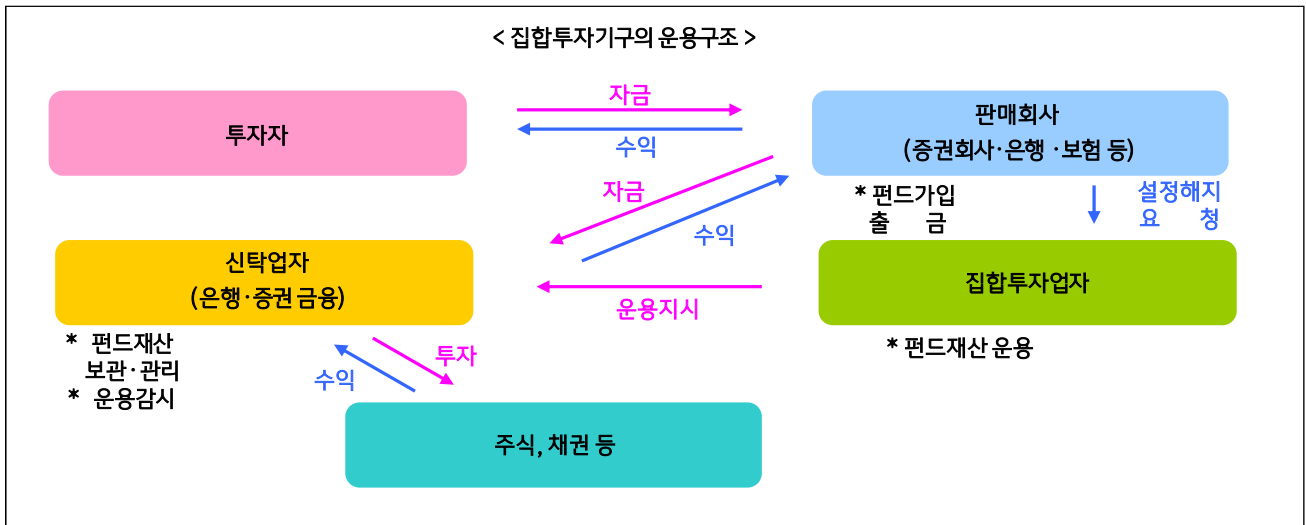 < 집합투자기구의 운용구조 >
투자자
자금
수익
판매회사
(증권회사·은행 ·보험 등)
자금
수익
* 펀드가입
출 금
설정해지
요 청
신탁업자
(은행·증권 금융)
운용지시
집합투자업자
* 펀드재산
보관·관리
* 운용감시
* 펀드재산 운용
투자
수익
주식, 채권 등